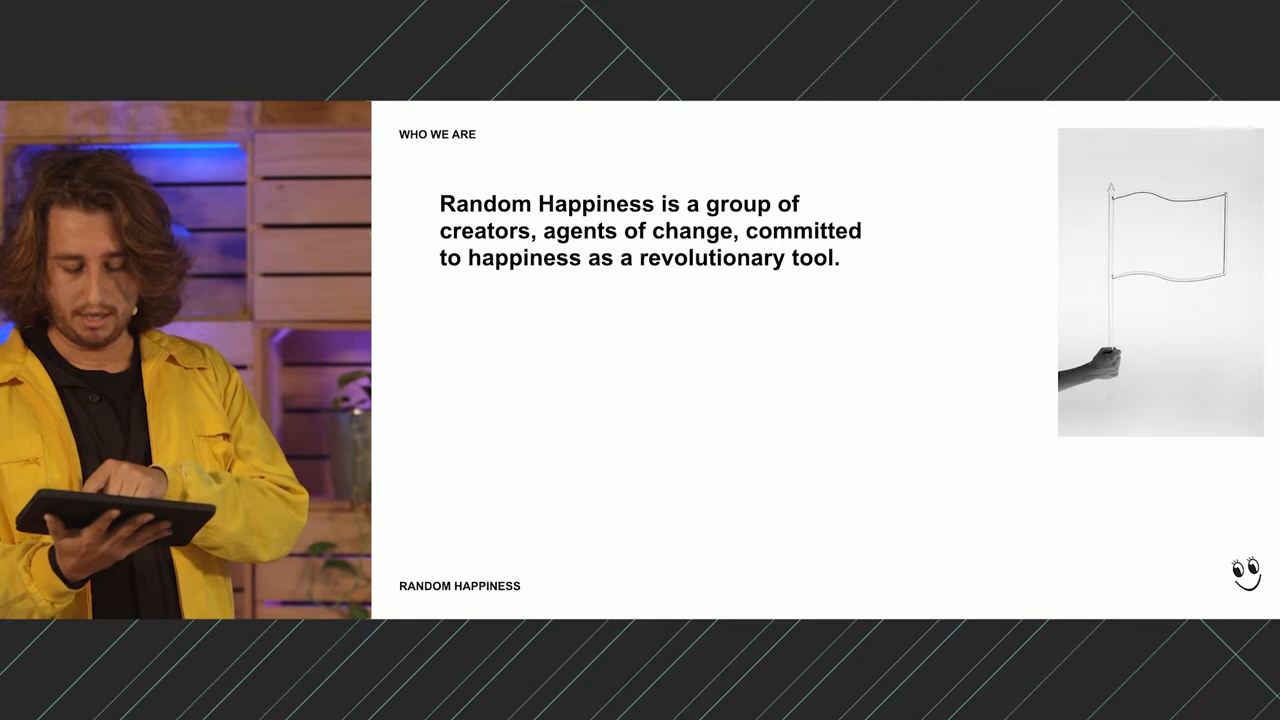 WHO WE ARE
Random Happiness is a group of
creators, agents of change, committed
to happiness as a revolutionary tool.
RANDOM HAPPINESS